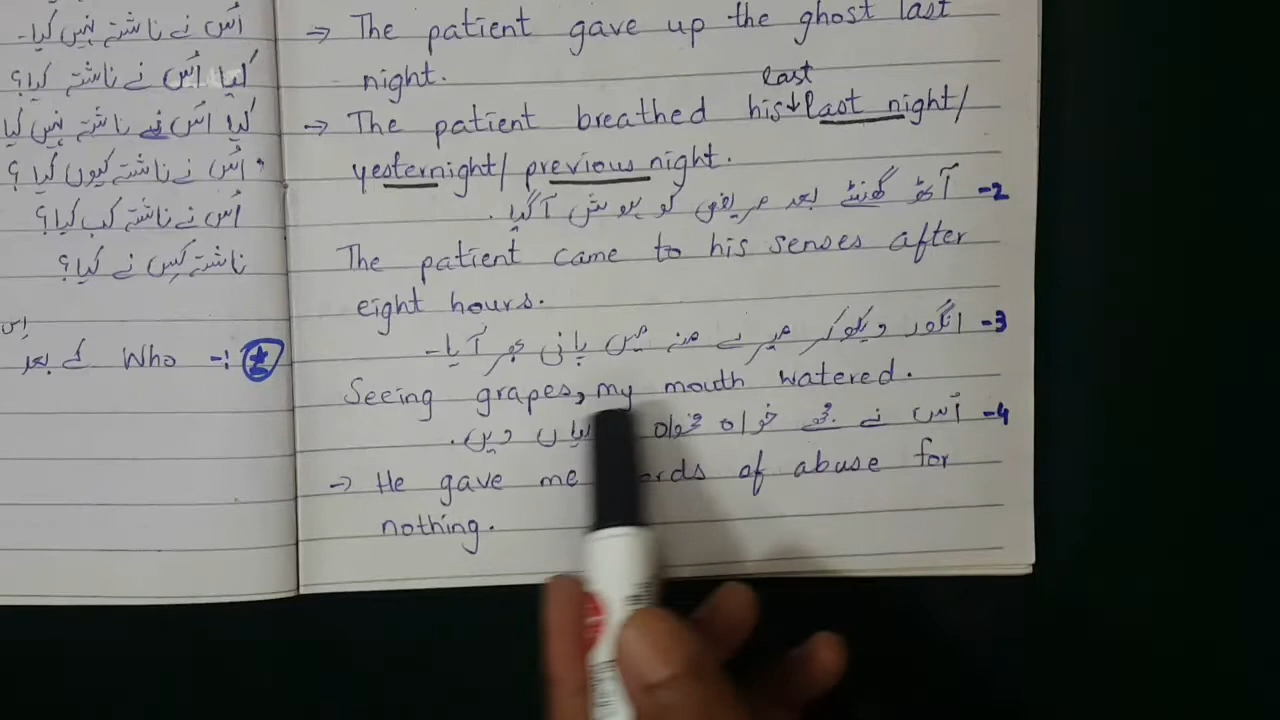 اُس نے ناشتہ نہیں کیا۔
کیا اُس نے ناشتہ کیا؟
کیا اُس نے ناشتہ نہیں کیا
اُس نے ناشتہ کیوں کیا؟
اُس نے ناشتہ کب کیا؟
ناشتہ کِس نے کیا؟
اِس
-: Who کے بعد
→ The patient gave up the ghost last
night.
last
→ The patient breathed his↓last night/
yesternight/ previous night.
2- آٹھ گھنٹے بعد مریض کو ہوش آگیا.
The patient came to his senses after
eight hours.
3- انگور دیکھ کر میرے منہ میں پانی بھر آیا۔
Seeing grapes, my mouth watered.
4- اُس نے مجھے خواہ مخواہ دیں.
→ He gave me of abuse for
nothing.